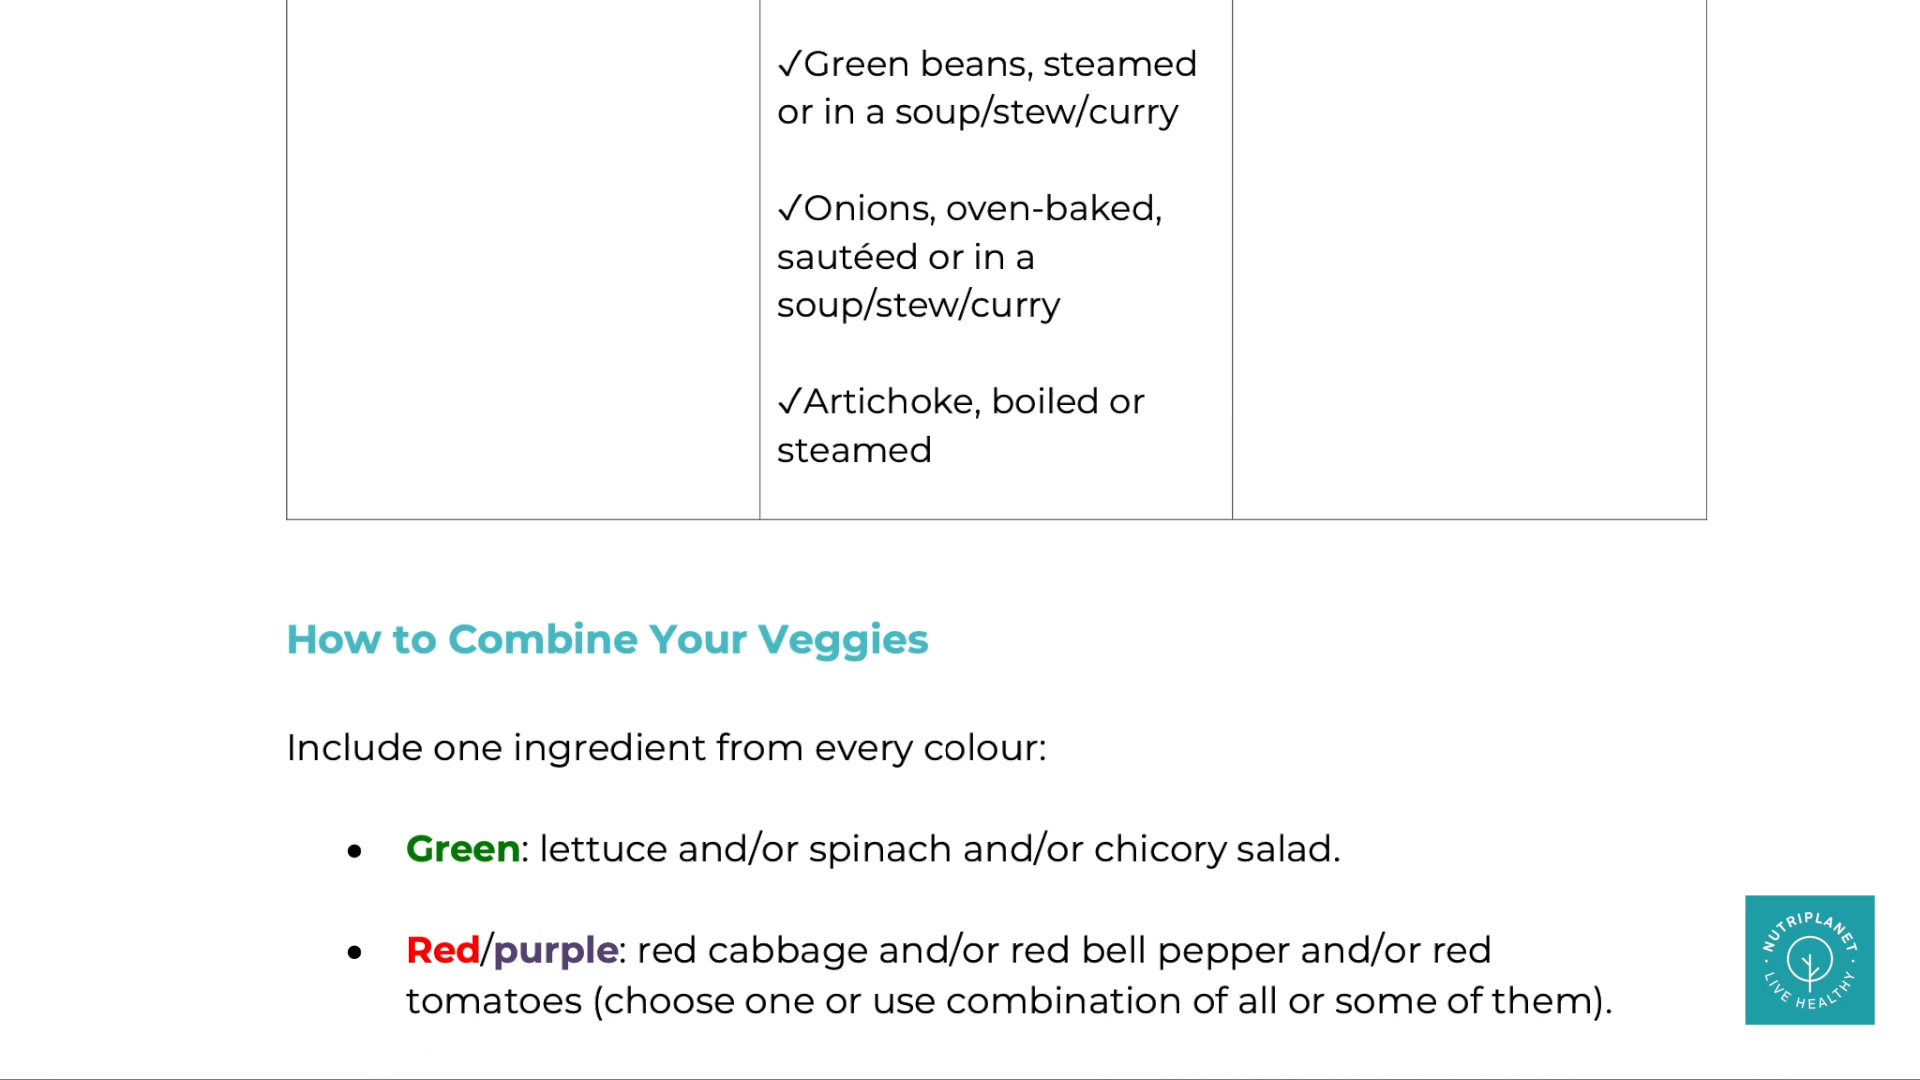 ✓Green beans, steamed
or in a soup/stew/curry
✓Onions, oven-baked,
sautéed or in a
soup/stew/curry
✓Artichoke, boiled or
steamed
How to Combine Your Veggies
Include one ingredient from every colour:
• Green: lettuce and/or spinach and/or chicory salad.
• Red/purple: red cabbage and/or red bell pepper and/or red
tomatoes (choose one or use combination of all or some of them).
NUTRIPLANET
· LIVE HEALTHY ·